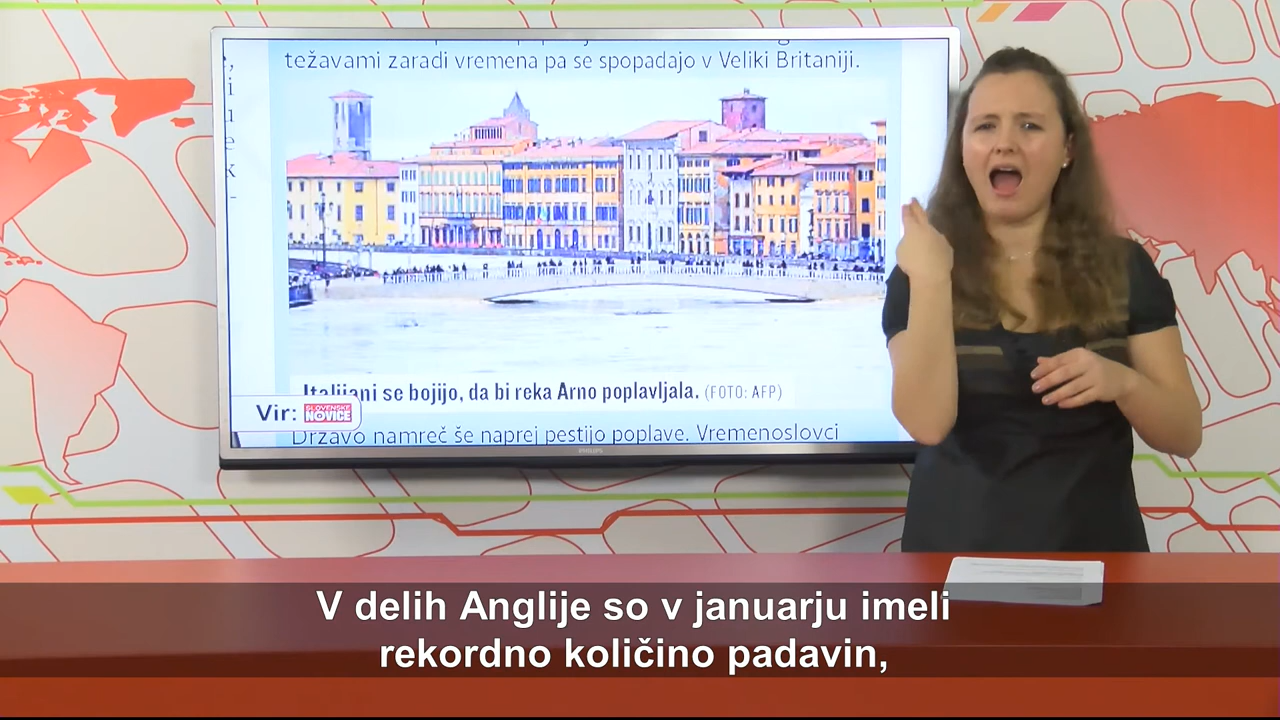 težavami zaradi vremena pa se spopadajo v Veliki Britaniji.
Italijani se bojijo, da bi reka Arno poplavljala. (FOTO: AFP)
Vir: SLOVENSKE NOVICE
Državo namreč še naprej pestijo poplave. Vremenoslovci
PHILIPS
V delih Anglije so v januarju imeli
rekordno količino padavin,